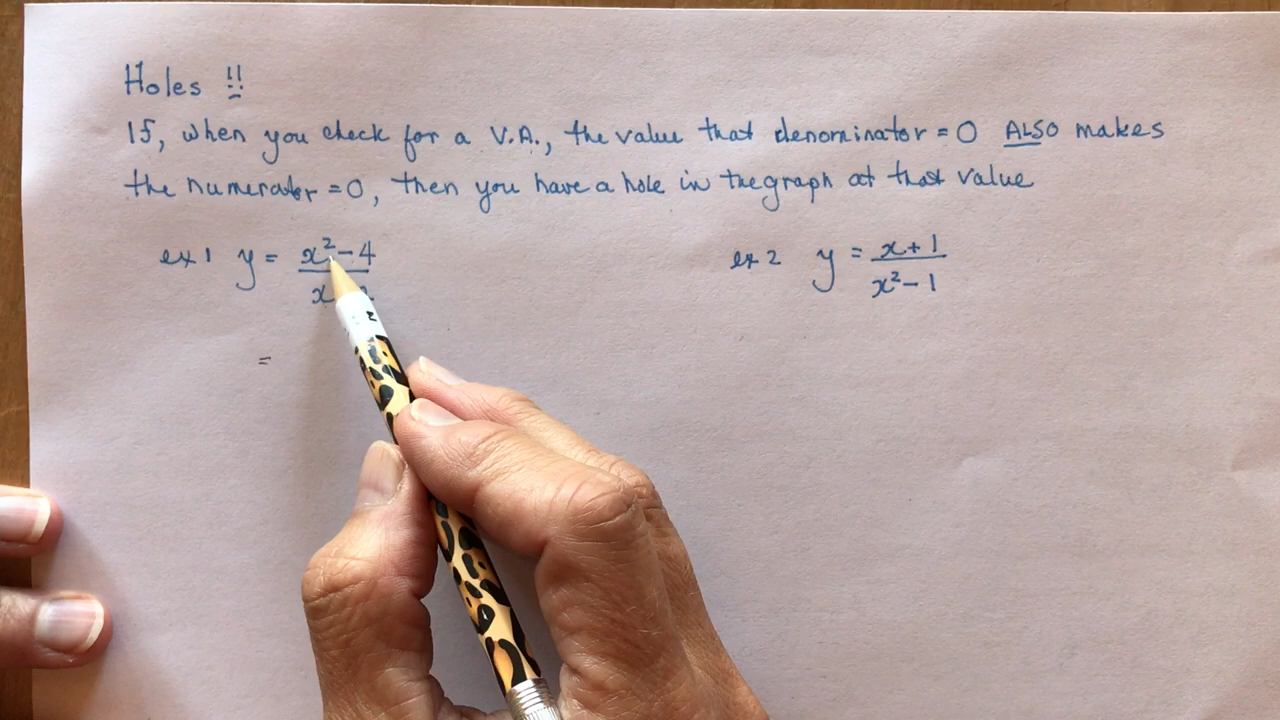 Holes !!
If, when you check for a V.A., the value that denominator = 0 ALSO makes
the numerator = 0, then you have a hole in the graph at that value
ex 1 y = x²-4 / x
ex 2 y = x+1 / x²-1
=